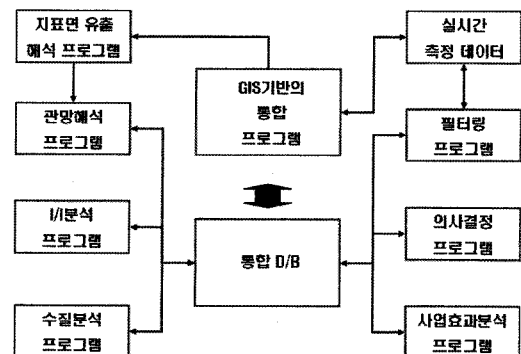 지표면 유출
해석 프로그램
실시간
측정 데이터
GIS기반의
통합
프로그램
관망해석
프로그램
필터링
프로그램
I/I분석
프로그램
의사결정
프로그램
통합 D/B
수질분석
프로그램
사업효과분석
프로그램